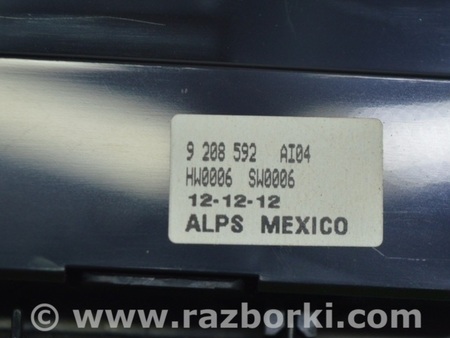 9 208 592 AI04
HW0006 SW0006
12-12-12
ALPS MEXICO
© www.razborki.com